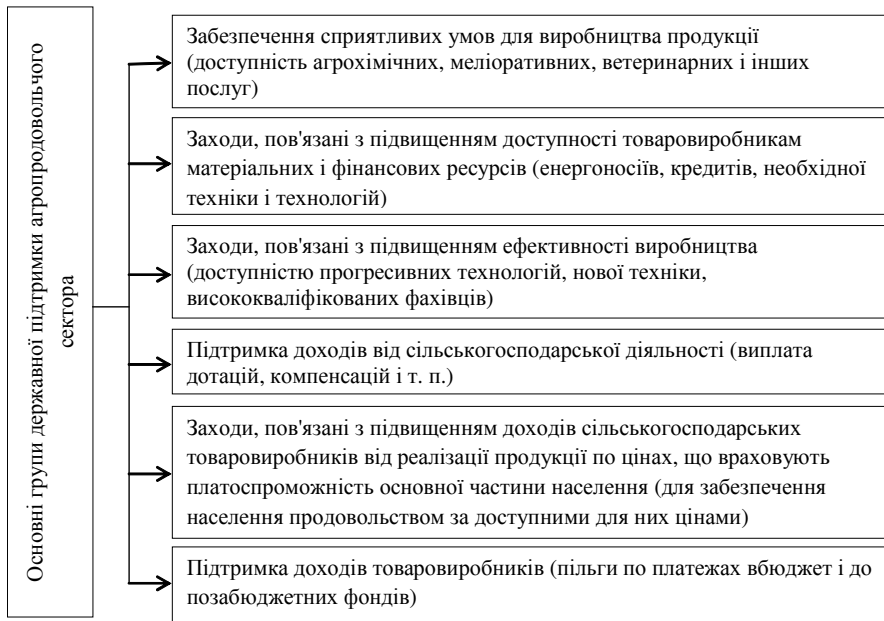 Основні групи державної підтримки агропродовольчого
сектора
Забезпечення сприятливих умов для виробництва продукції
(доступність агрохімічних, меліоративних, ветеринарних і інших
послуг)
Заходи, пов'язані з підвищенням доступності товаровиробникам
матеріальних і фінансових ресурсів (енергоносіїв, кредитів, необхідної
техніки і технологій)
Заходи, пов'язані з підвищенням ефективності виробництва
(доступністю прогресивних технологій, нової техніки,
висококваліфікованих фахівців)
Підтримка доходів від сільськогосподарської діяльності (виплата
дотацій, компенсацій і т. п.)
Заходи, пов'язані з підвищенням доходів сільськогосподарських
товаровиробників від реалізації продукції по цінах, що враховують
платоспроможність основної частини населення (для забезпечення
населення продовольством за доступними для них цінами)
Підтримка доходів товаровиробників (пільги по платежах вбюджет і до
позабюджетних фондів)